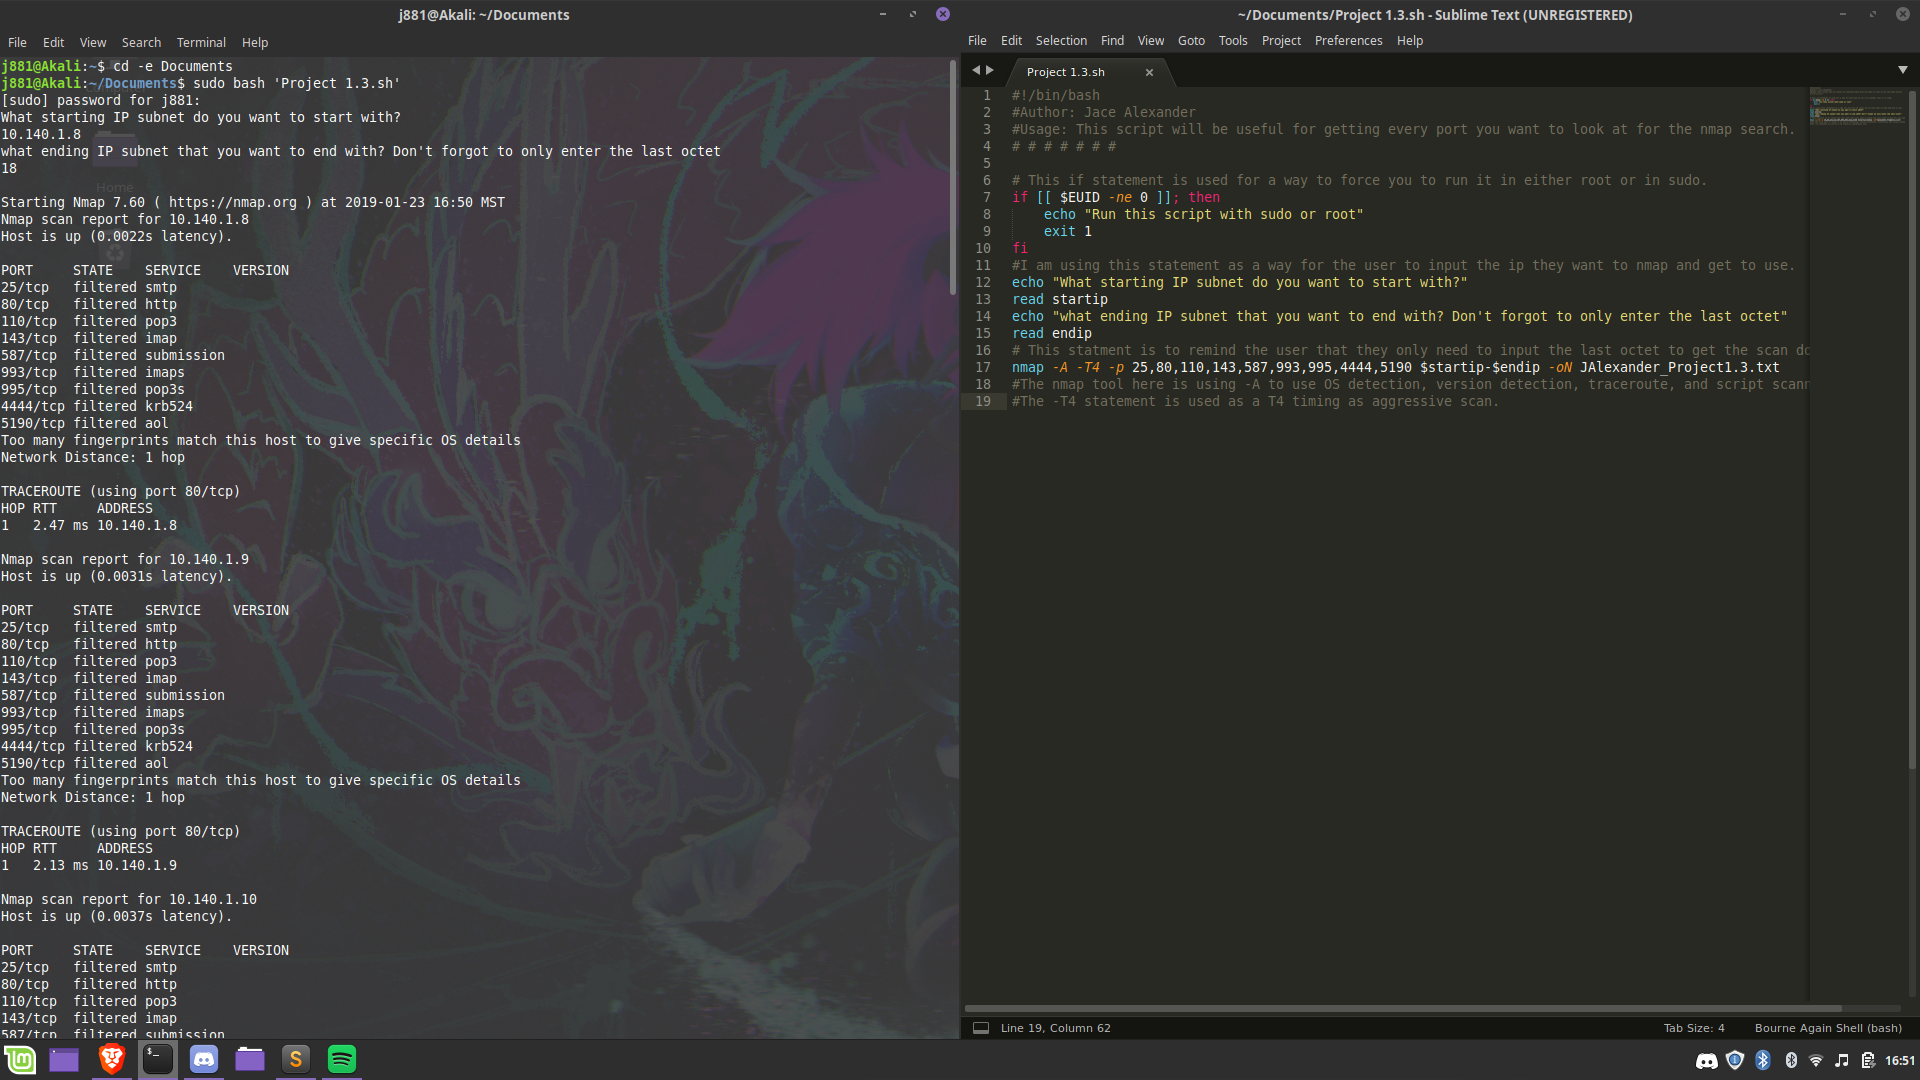 j881@Akali: ~/Documents
File Edit View Search Terminal Help
j881@Akali:~$ cd -e Documents
j881@Akali:~/Documents$ sudo bash 'Project 1.3.sh'
[sudo] password for j881:
What starting IP subnet do you want to start with?
10.140.1.8
what ending IP subnet that you want to end with? Don't forgot to only enter the last octet
18
Home
Starting Nmap 7.60 ( https://nmap.org ) at 2019-01-23 16:50 MST
Nmap scan report for 10.140.1.8
Host is up (0.0022s latency).
PORT     STATE    SERVICE    VERSION
25/tcp   filtered smtp
80/tcp   filtered http
110/tcp  filtered pop3
143/tcp  filtered imap
587/tcp  filtered submission
993/tcp  filtered imaps
995/tcp  filtered pop3s
4444/tcp filtered krb524
5190/tcp filtered aol
Too many fingerprints match this host to give specific OS details
Network Distance: 1 hop
TRACEROUTE (using port 80/tcp)
HOP RTT     ADDRESS
1   2.47 ms 10.140.1.8
Nmap scan report for 10.140.1.9
Host is up (0.0031s latency).
PORT     STATE    SERVICE    VERSION
25/tcp   filtered smtp
80/tcp   filtered http
110/tcp  filtered pop3
143/tcp  filtered imap
587/tcp  filtered submission
993/tcp  filtered imaps
995/tcp  filtered pop3s
4444/tcp filtered krb524
5190/tcp filtered aol
Too many fingerprints match this host to give specific OS details
Network Distance: 1 hop
TRACEROUTE (using port 80/tcp)
HOP RTT     ADDRESS
1   2.13 ms 10.140.1.9
Nmap scan report for 10.140.1.10
Host is up (0.0037s latency).
PORT     STATE    SERVICE    VERSION
25/tcp   filtered smtp
80/tcp   filtered http
110/tcp  filtered pop3
143/tcp  filtered imap
587/tcp  filtered submission
~/Documents/Project 1.3.sh - Sublime Text (UNREGISTERED)
File Edit Selection Find View Goto Tools Project Preferences Help
Project 1.3.sh
1 #!/bin/bash
2 #Author: Jace Alexander
3 #Usage: This script will be useful for getting every port you want to look at for the nmap search.
4 # # # # # # #
5
6 # This if statement is used for a way to force you to run it in either root or in sudo.
7 if [[ $EUID -ne 0 ]]; then
8     echo "Run this script with sudo or root"
9     exit 1
10 fi
11 #I am using this statement as a way for the user to input the ip they want to nmap and get to use.
12 echo "What starting IP subnet do you want to start with?"
13 read startip
14 echo "what ending IP subnet that you want to end with? Don't forgot to only enter the last octet"
15 read endip
16 # This statment is to remind the user that they only need to input the last octet to get the scan do
17 nmap -A -T4 -p 25,80,110,143,587,993,995,4444,5190 $startip-$endip -oN JAlexander_Project1.3.txt
18 #The nmap tool here is using -A to use OS detection, version detection, traceroute, and script scan
19 #The -T4 statement is used as a T4 timing as aggressive scan.
Line 19, Column 62
Tab Size: 4
Bourne Again Shell (bash)
16:51